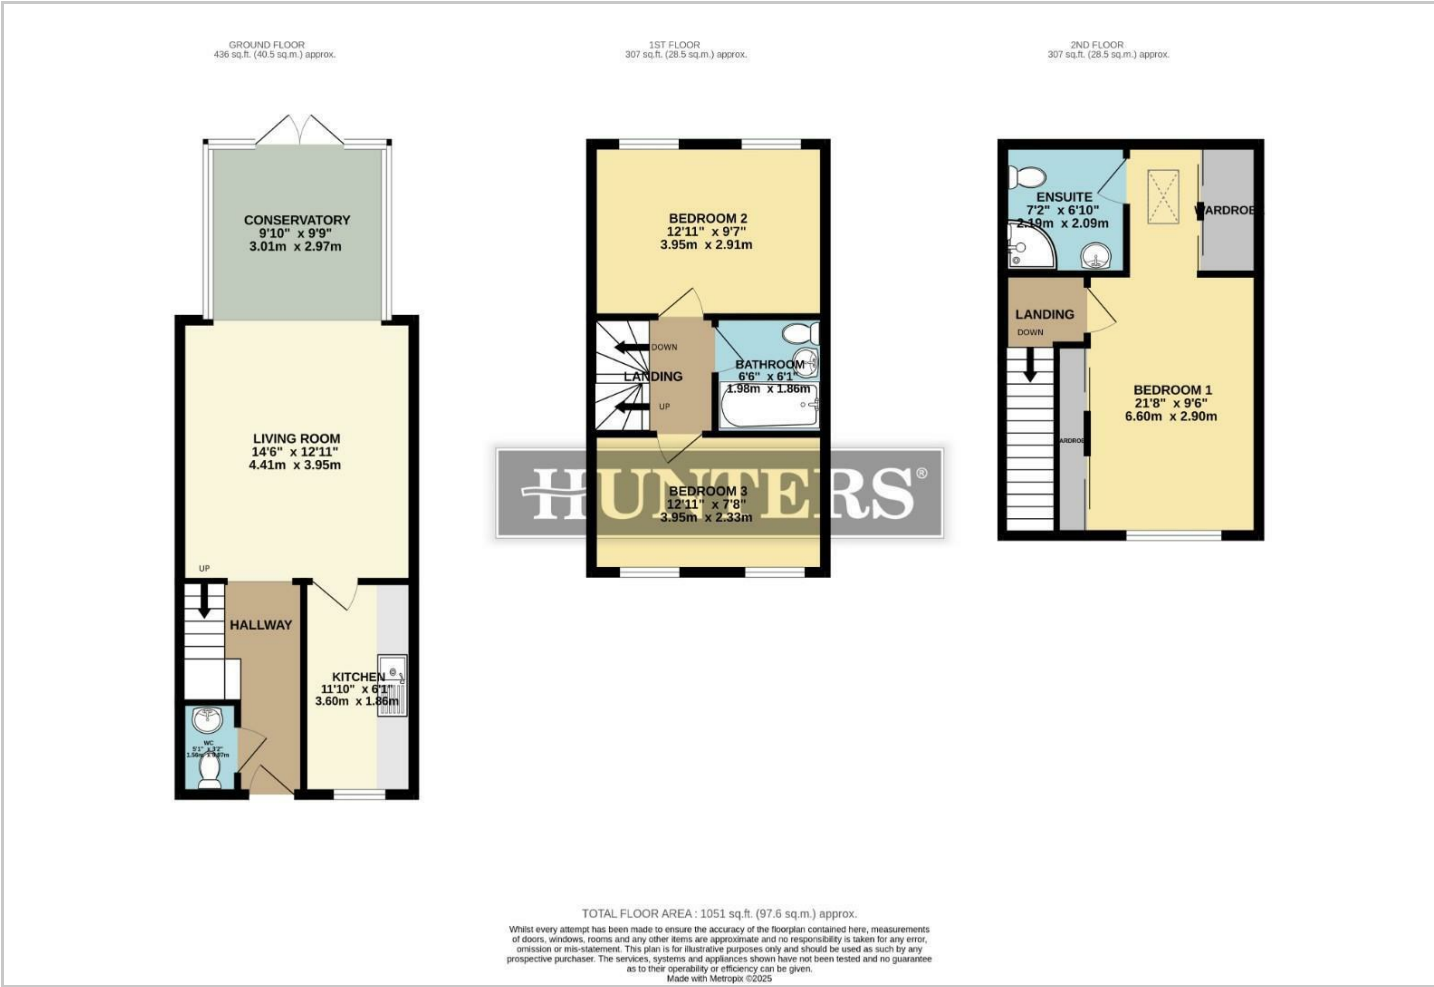 GROUND FLOOR
436 sq.ft. (40.5 sq.m.) approx.
1ST FLOOR
307 sq.ft. (28.5 sq.m.) approx.
2ND FLOOR
307 sq.ft. (28.5 sq.m.) approx.
CONSERVATORY
9'10" x 9'9"
3.01m x 2.97m
LIVING ROOM
14'6" x 12'11"
4.41m x 3.95m
UP
HALLWAY
KITCHEN
11'10" x 6'1"
3.60m x 1.86m
WC
5'1" x 3'2"
BEDROOM 2
12'11" x 9'7"
3.95m x 2.91m
DOWN
LANDING
UP
BATHROOM
6'6" x 6'1"
1.98m x 1.86m
HUNTERS®
BEDROOM 3
12'11" x 7'8"
3.95m x 2.33m
ENSUITE
7'2" x 6'10"
2.19m x 2.09m
WARDROBE
LANDING
DOWN
ARDROBE
BEDROOM 1
21'8" x 9'6"
6.60m x 2.90m
TOTAL FLOOR AREA : 1051 sq.ft. (97.6 sq.m.) approx.
Whilst every attempt has been made to ensure the accuracy of the floorplan contained here, measurements
of doors, windows, rooms and any other items are approximate and no responsibility is taken for any error,
omission or mis-statement. This plan is for illustrative purposes only and should be used as such by any
prospective purchaser. The services, systems and appliances shown have not been tested and no guarantee
as to their operability or efficiency can be given.
Made with Metropix ©2025